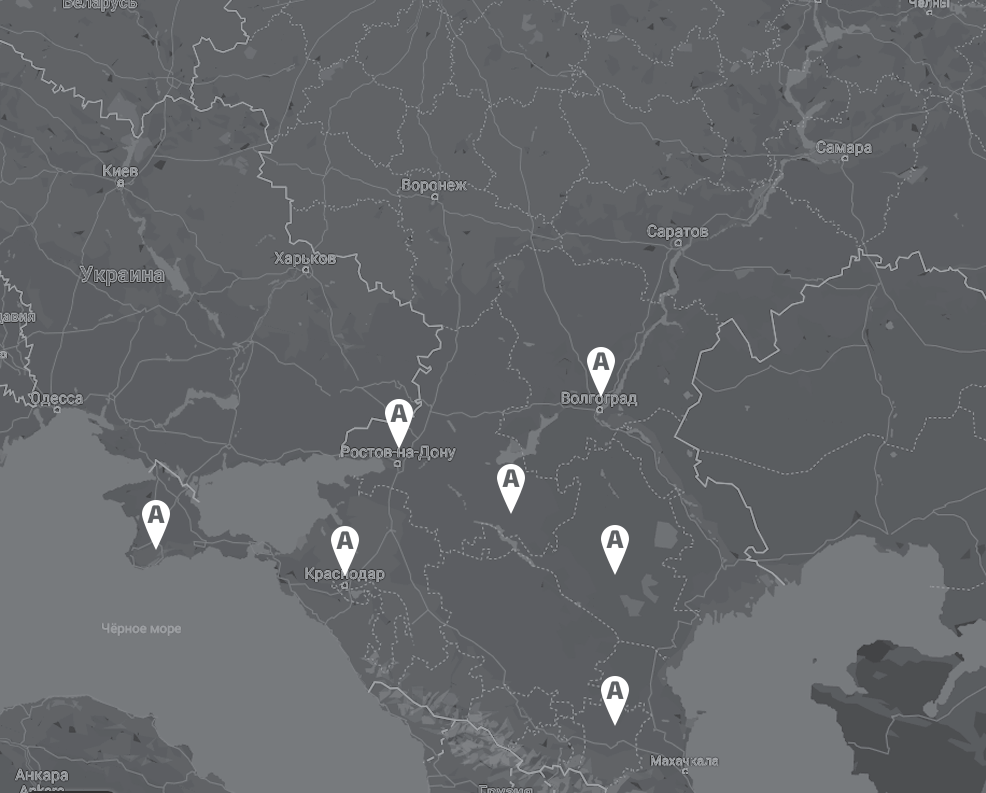 Беларусь
Челны
Самара
Киев
Воронеж
Саратов
Харьков
Украина
давия
A
Одесса
Волгоград
A
Ростов-на-Дону
A
A
A
A
Краснодар
Чёрное море
A
Махачкала
Анкара
Ankara
Грузия